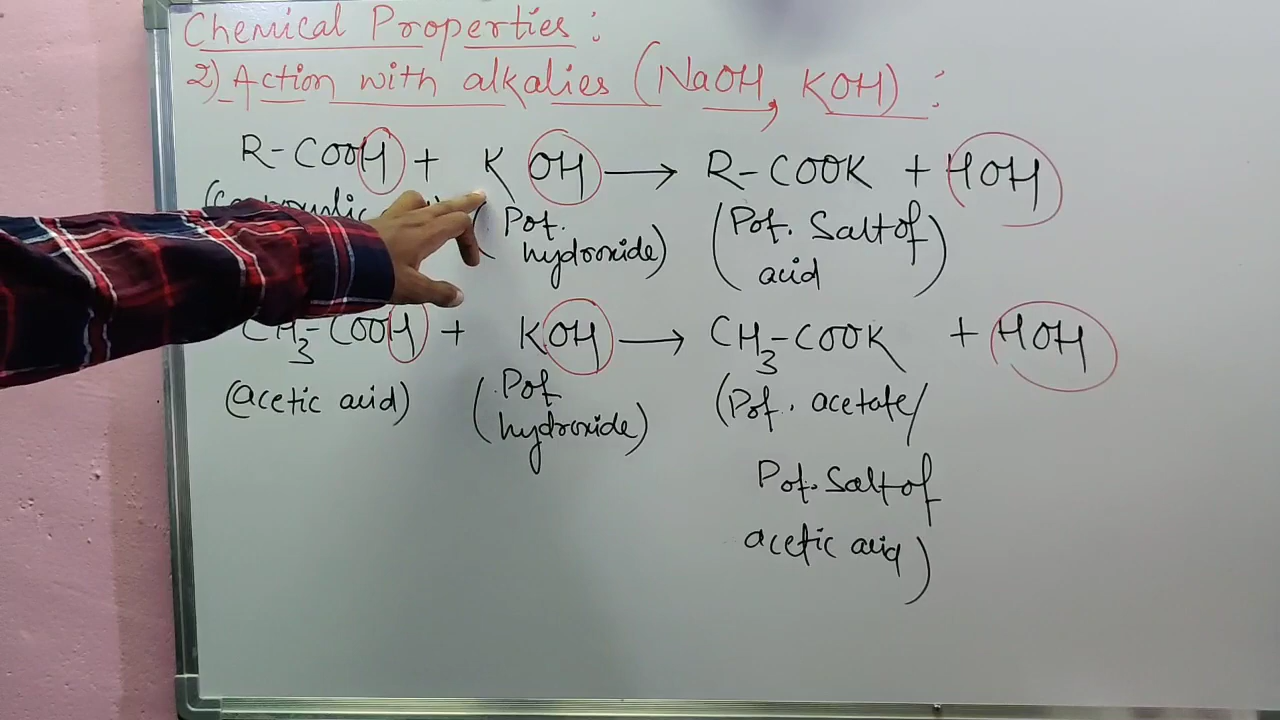 Chemical Properties:
2) Action with alkalies (NaOH, KOH):
R-COOH + KOH → R-COOK + HOH
(Pot. hydroxide) (Pot. Salt of acid)
CH3-COOH + KOH → CH3-COOK + HOH
(acetic acid) (Pot hydroxide) (Pot. acetate/
Pot. Salt of
acetic acid)